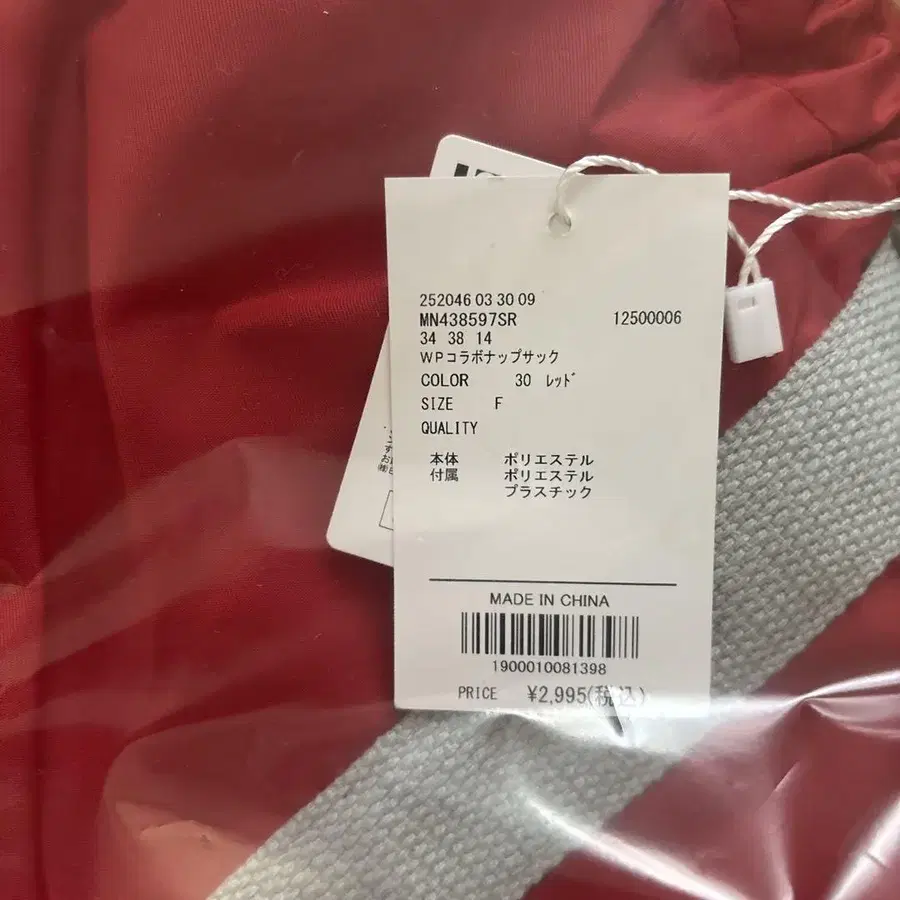 252046 03 30 09
MN438597SR 12500006
34 38 14
WPコラボナップサック
COLOR 30 ﾚｯﾄﾞ
SIZE F
QUALITY
本体 ポリエステル
付属 ポリエステル
プラスチック
MADE IN CHINA
1900010081398
PRICE ¥2,995(税込)